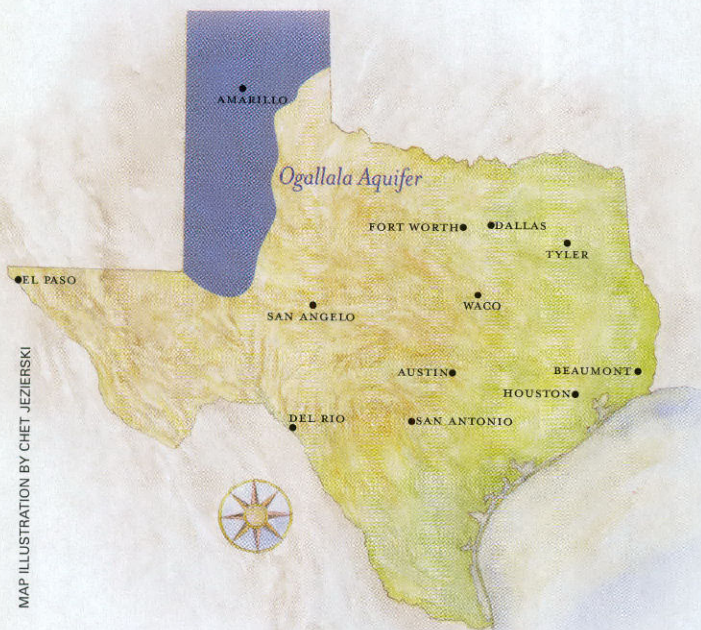 AMARILLO
Ogallala Aquifer
FORT WORTH
DALLAS
TYLER
EL PASO
SAN ANGELO
WACO
AUSTIN
BEAUMONT
HOUSTON
DEL RIO
SAN ANTONIO
MAP ILLUSTRATION BY CHET JEZIERSKI